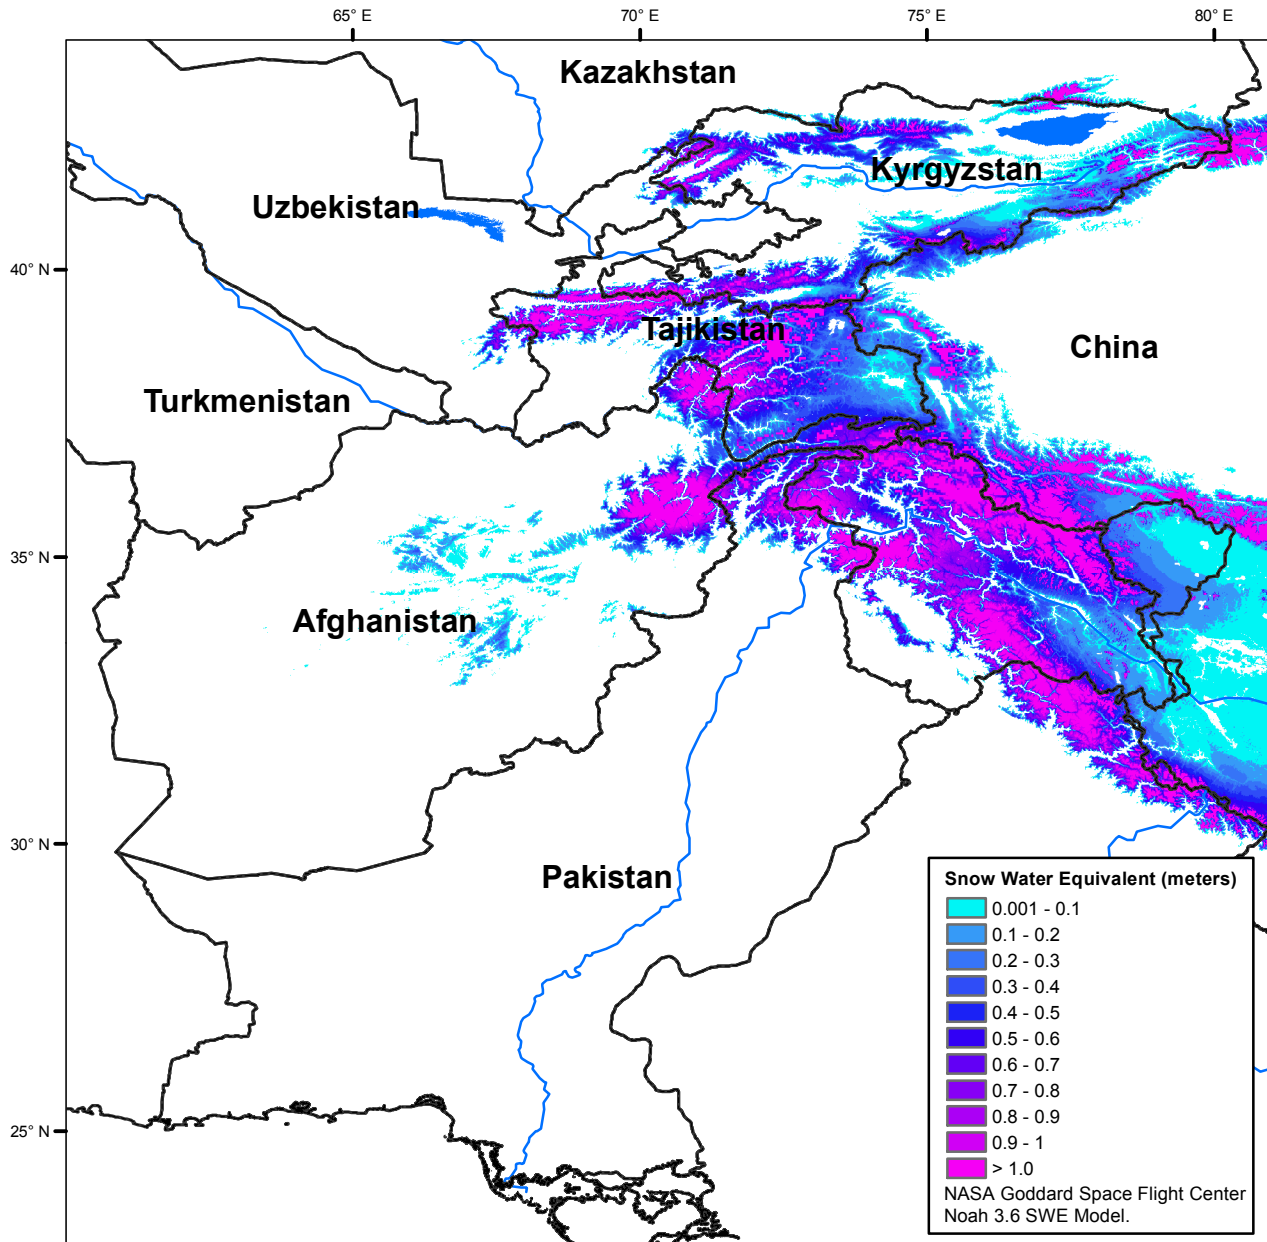 65° E
70° E
75° E
80° E
Kazakhstan
Kyrgyzstan
Uzbekistan
40° N
Tajikistan
China
Turkmenistan
35° N
Afghanistan
30° N
Pakistan
25° N
Snow Water Equivalent (meters)
0.001 - 0.1
0.1 - 0.2
0.2 - 0.3
0.3 - 0.4
0.4 - 0.5
0.5 - 0.6
0.6 - 0.7
0.7 - 0.8
0.8 - 0.9
0.9 - 1
> 1.0
NASA Goddard Space Flight Center
Noah 3.6 SWE Model.